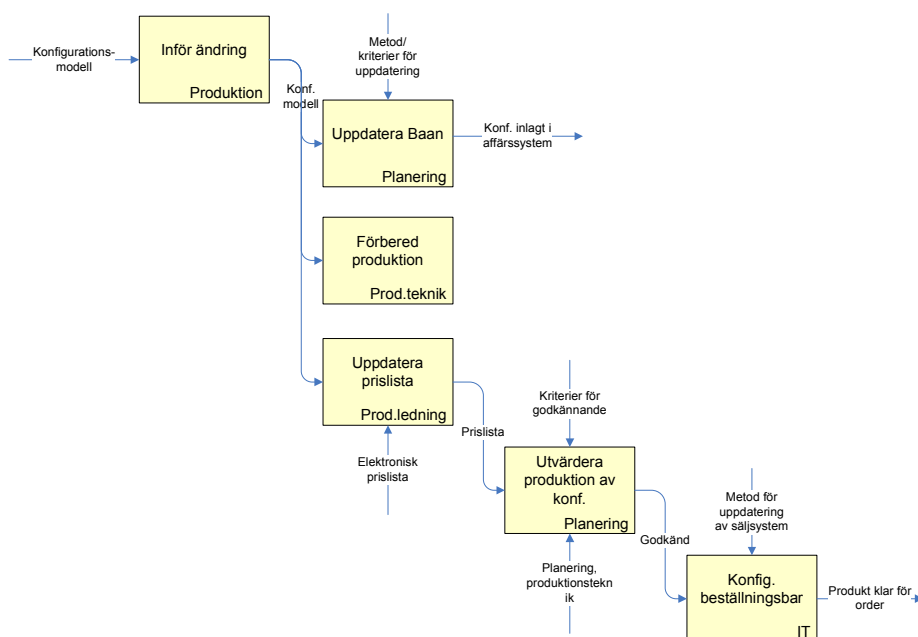 Konfigurations-
modell
Inför ändring
Produktion
Konf.
modell
Metod/
kriterier för
uppdatering
Uppdatera Baan
Planering
Konf. inlagt i
affärssystem
Förbered
produktion
Prod.teknik
Uppdatera
prislista
Prod.ledning
Elektronisk
prislista
Prislista
Kriterier för
godkännande
Utvärdera
produktion av
konf.
Planering
Planering,
produktionstekn
ik
Godkänd
Metod för
uppdatering
av säljsystem
Konfig.
beställningsbar
IT
Produkt klar för
order